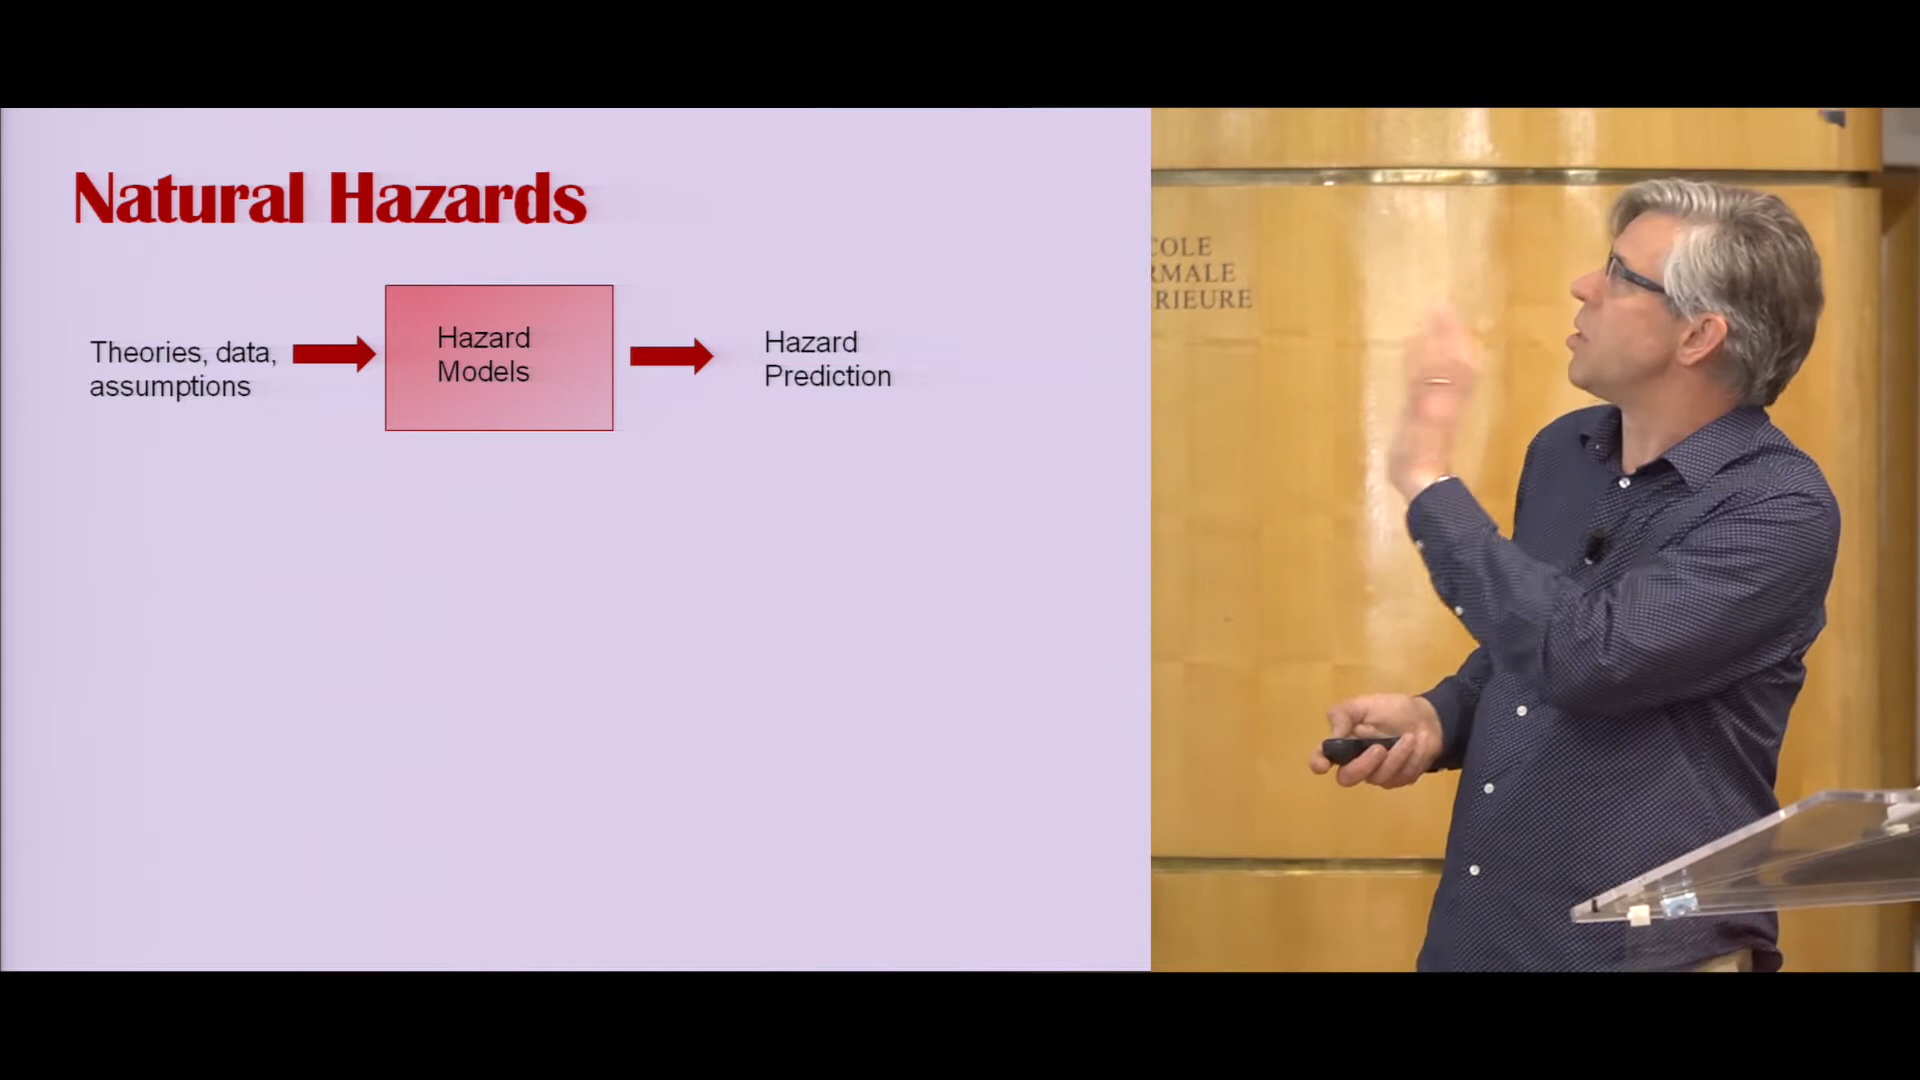 Natural Hazards
Theories, data,
assumptions
Hazard
Models
Hazard
Prediction
COLE
RMALE
RIEURE